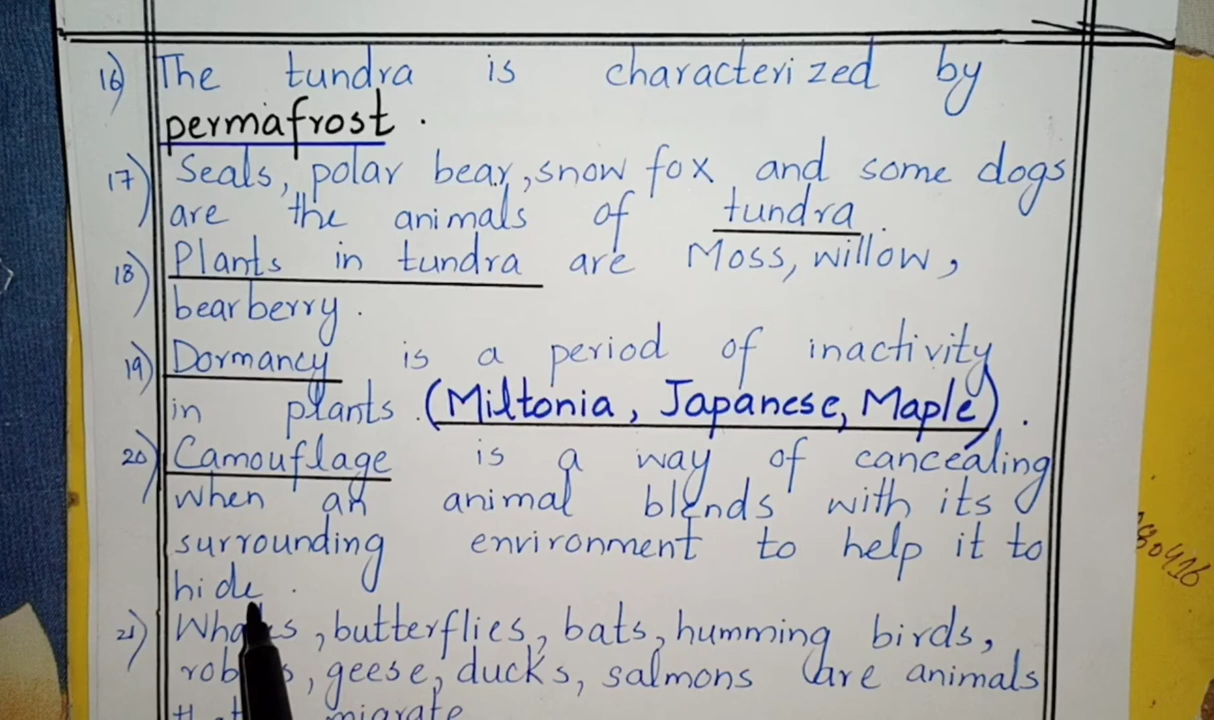 16) The tundra is characterized by
permafrost .
17) Seals, polar bear, snow fox and some dogs
are the animals of tundra .
18) Plants in tundra are Moss, willow,
bearberry .
19) Dormancy is a period of inactivity
in plants . (Miltonia, Japanese, Maple) .
20) Camouflage is a way of cancealing
when an animal blends with its
surrounding environment to help it to
hide .
21) Whales, butterflies, bats, humming birds,
robins, geese, ducks, salmons are animals
migrate